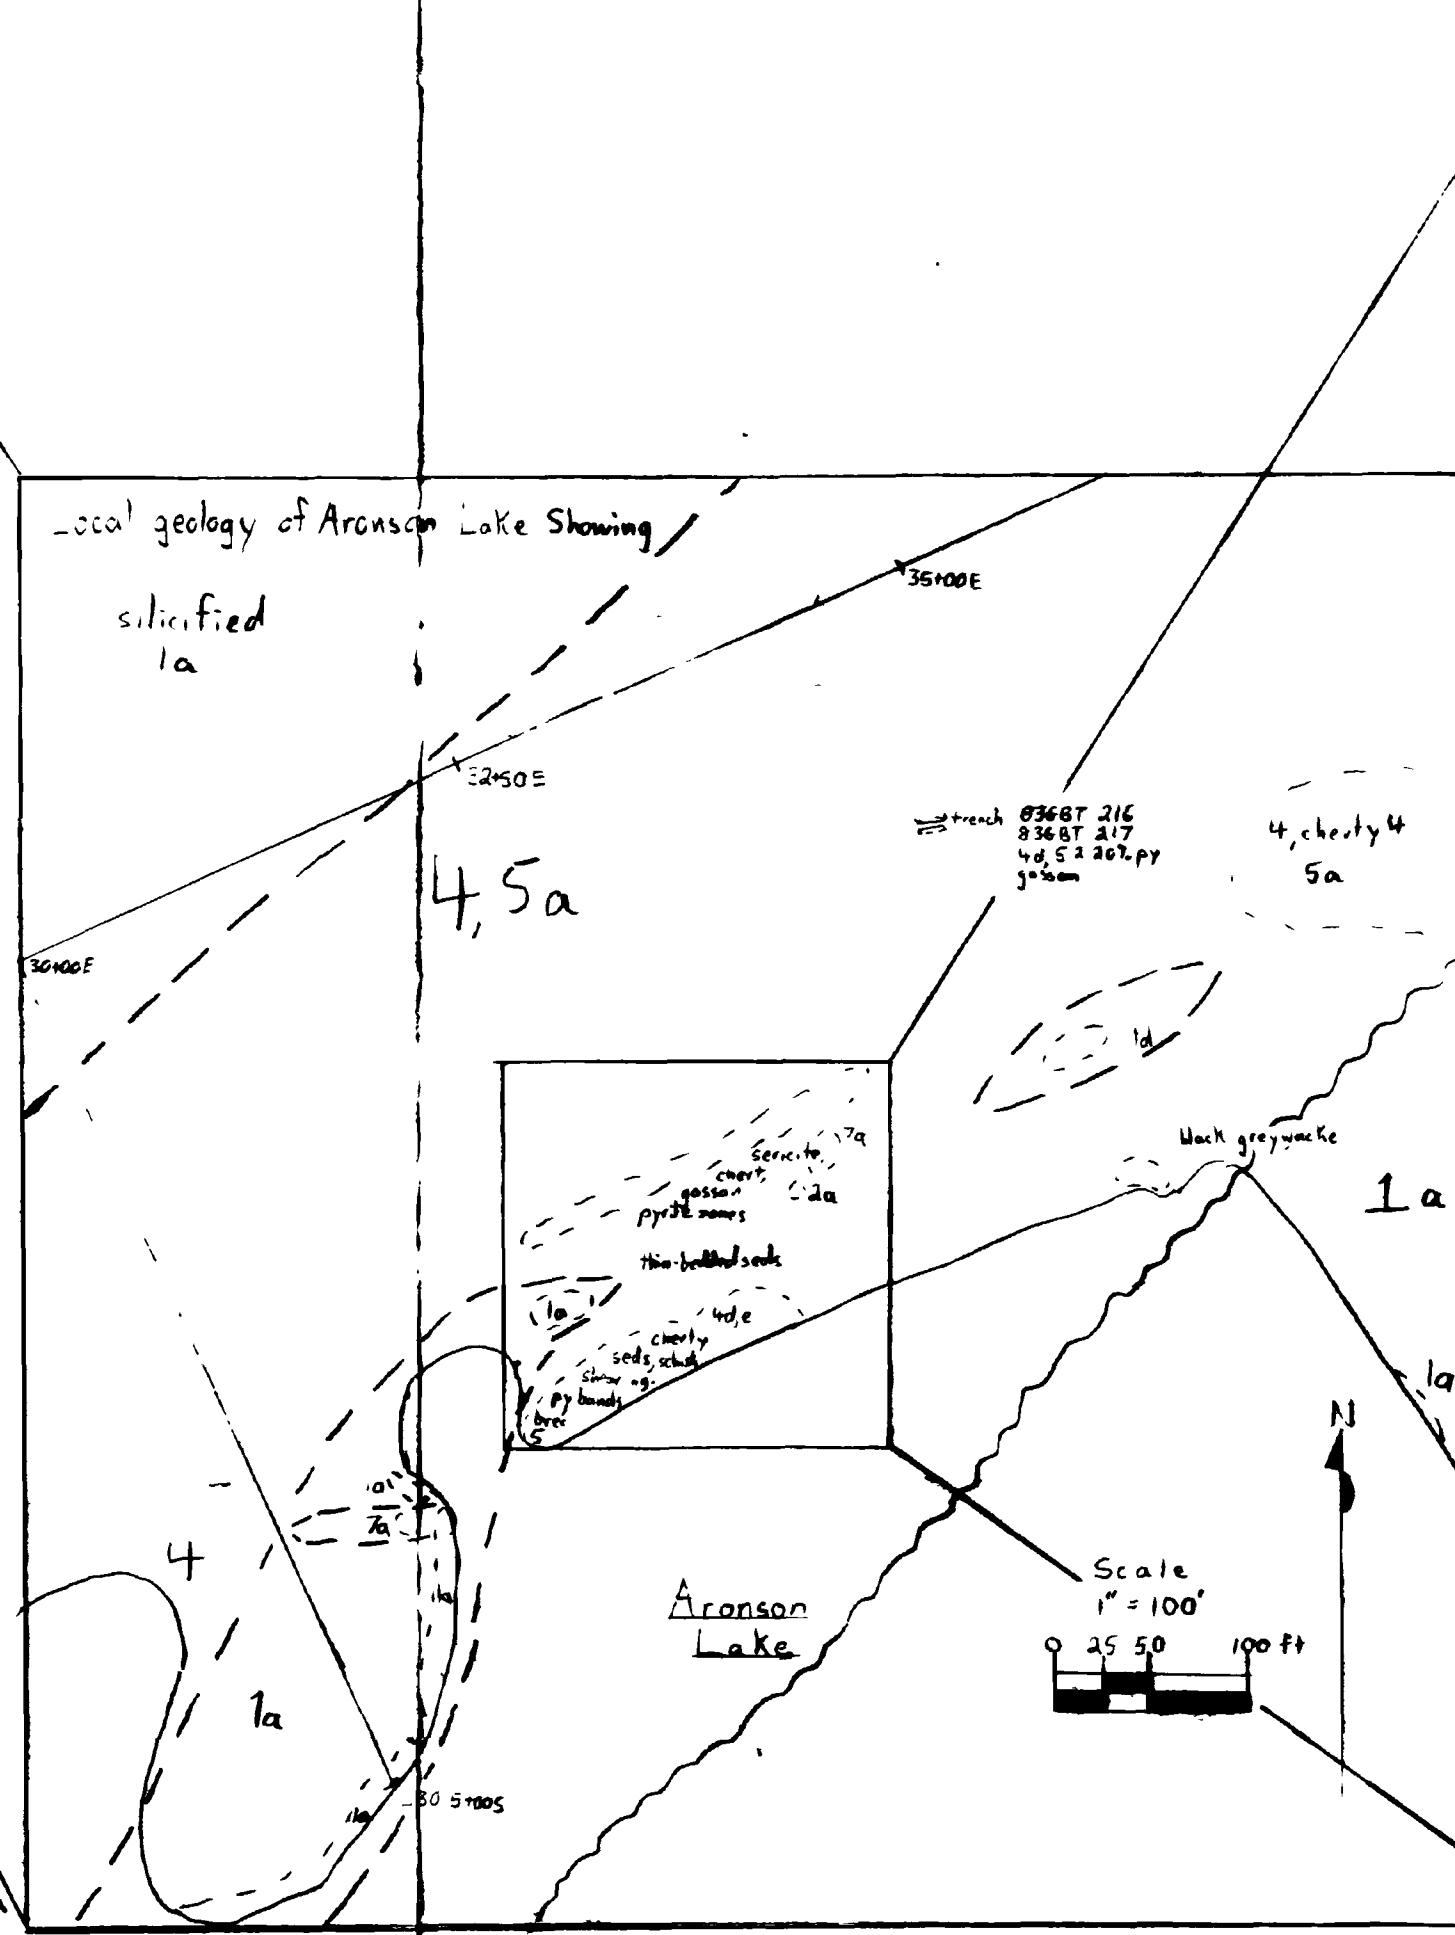 Local geology of Aronson Lake Showing
silicified
1a
35+00E
32+50E
30+00E
4, 5a
trench 836BT 216
836BT 217
4d, 5 ± 20% py
gossan
4, cherty 4
5a
1d
black greywacke
1a
7a
sericite,
chert,
gossan
2a
pyrite zones
thin-bedded seds
1a
4d,e
cherty
seds, schist
shearing
py bands
brec
5
1a
N
7a
4
1a
Aronson
Lake
Scale
1" = 100'
0 25 50 100 ft
1a
5+00S
1a